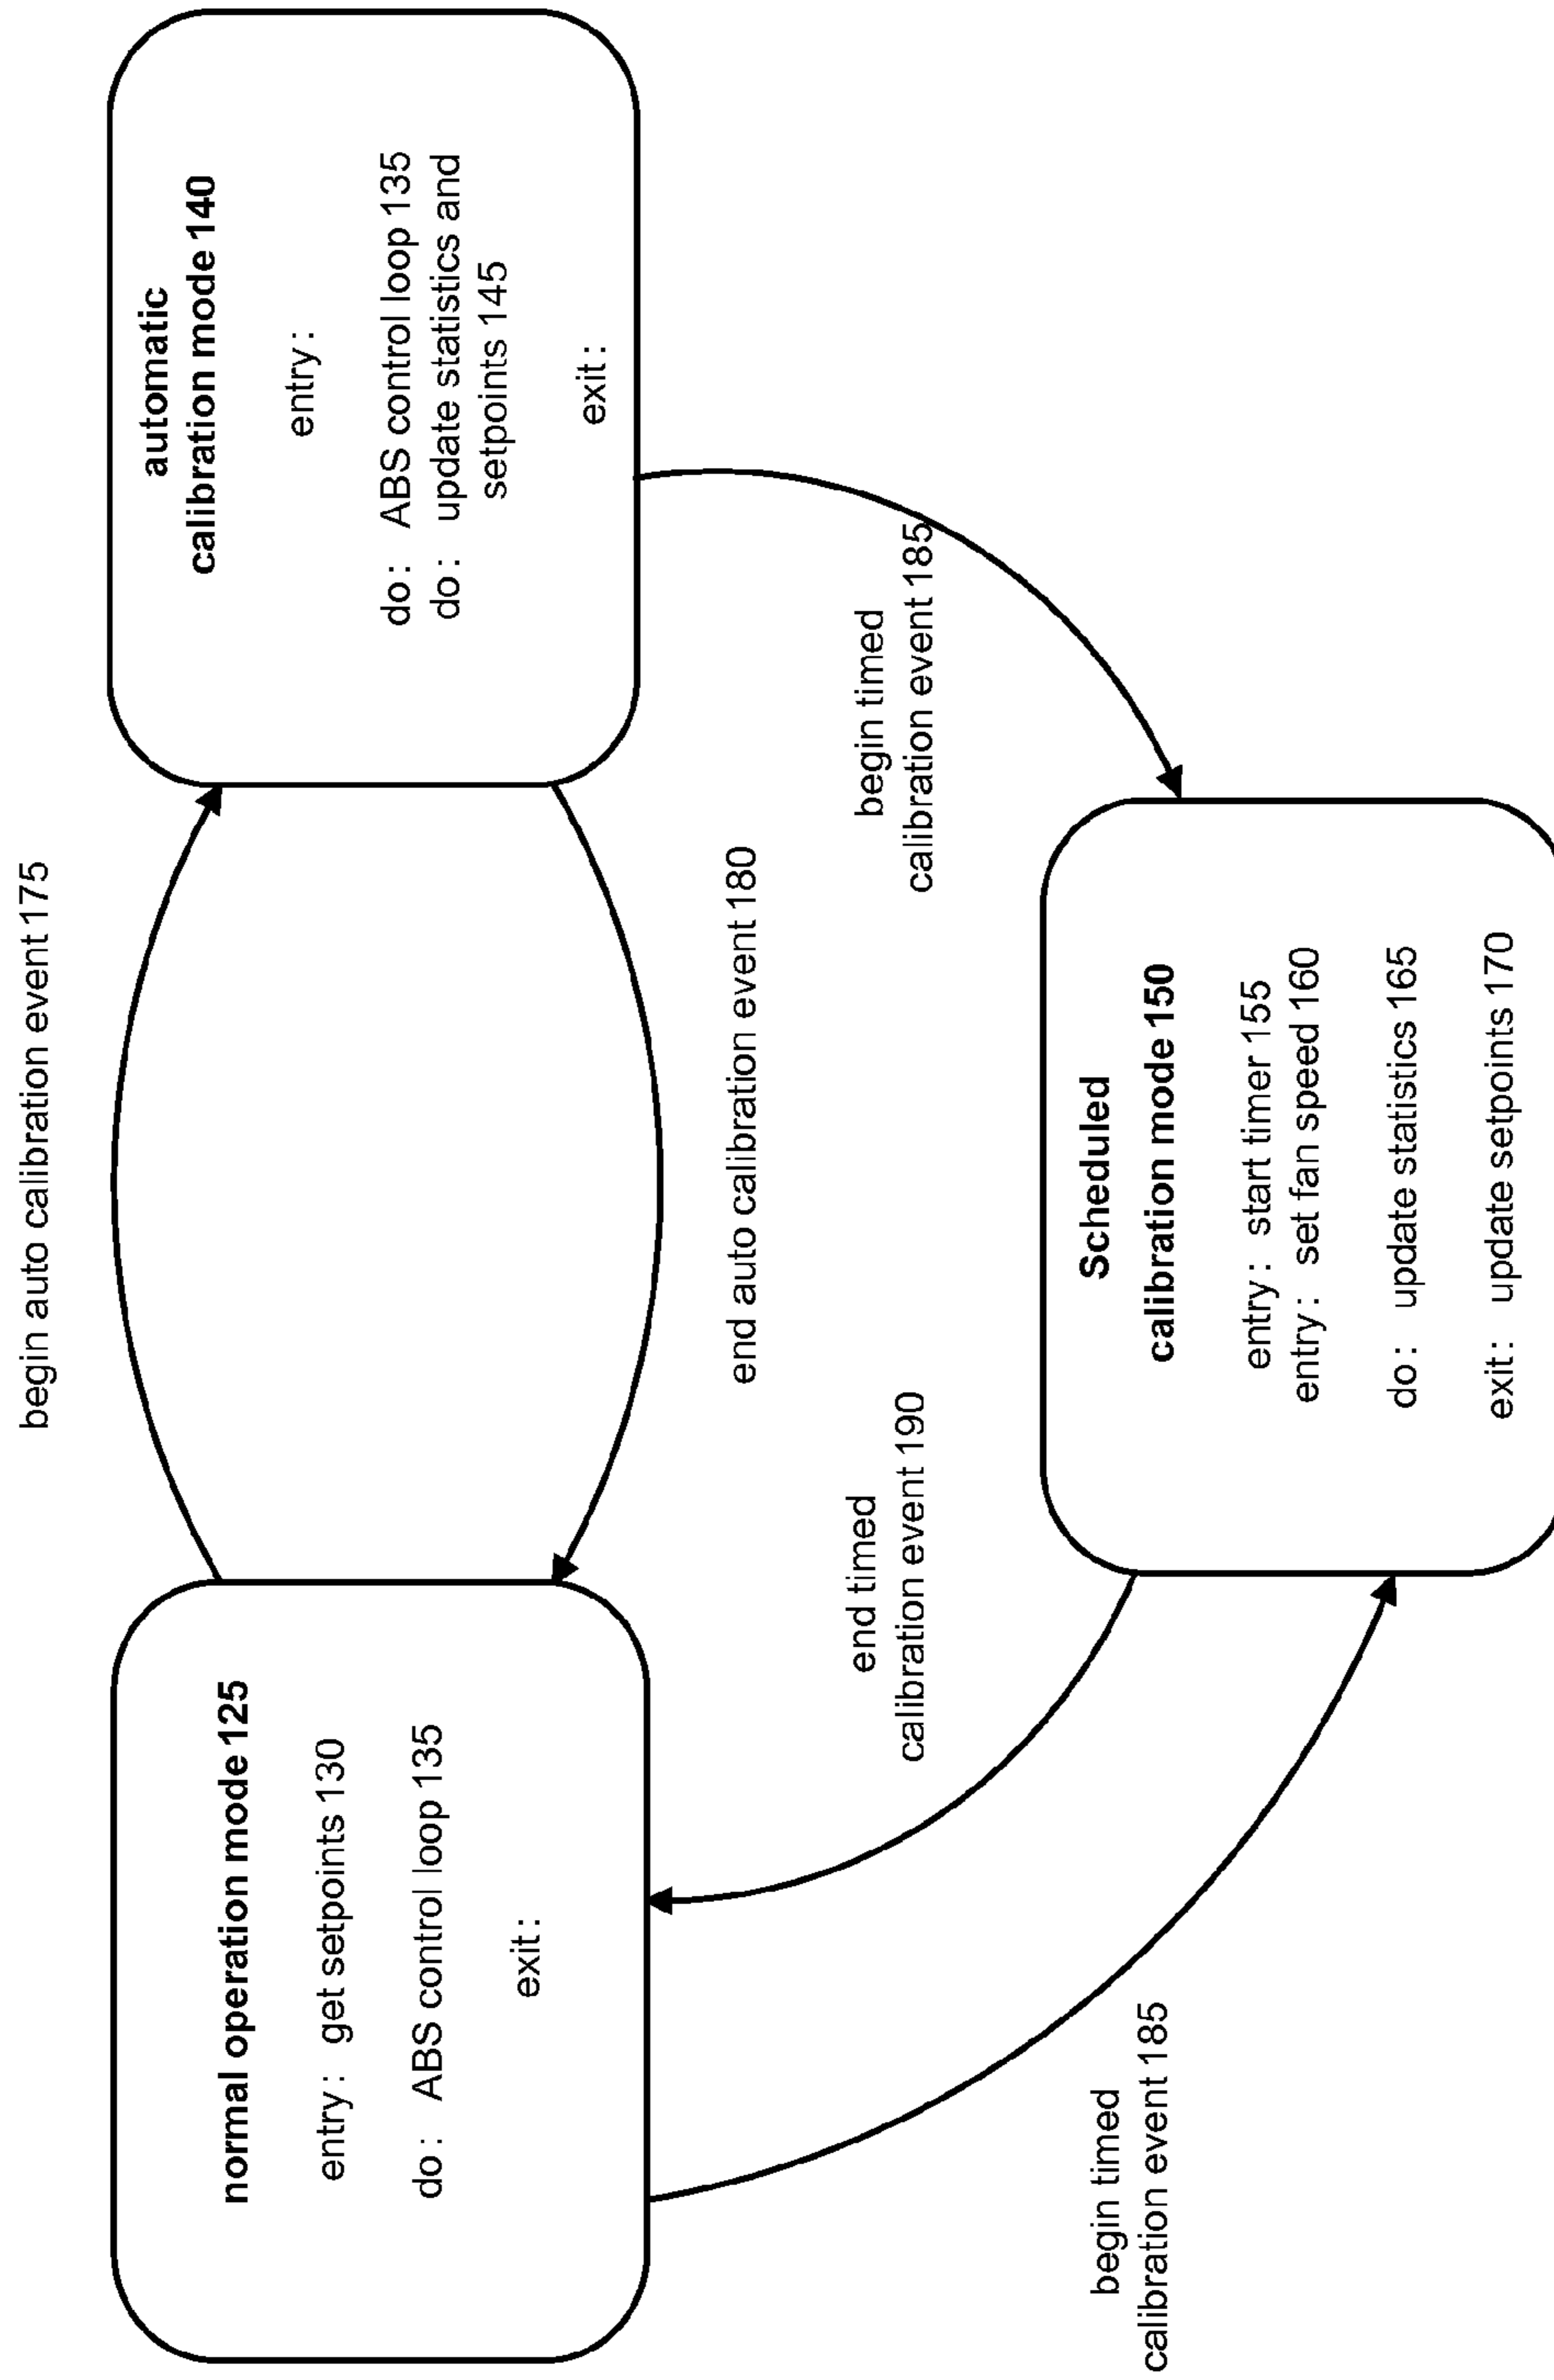 begin auto calibration event 175
normal operation mode 125
entry: get setpoints 130
do: ABS control loop 135
exit:
automatic
calibration mode 140
entry:
do: ABS control loop 135
do: update statistics and
setpoints 145
exit:
end auto calibration event 180
end timed
calibration event 190
begin timed
calibration event 185
begin timed
calibration event 185
Scheduled
calibration mode 150
entry: start timer 155
entry: set fan speed 160
do: update statistics 165
exit: update setpoints 170